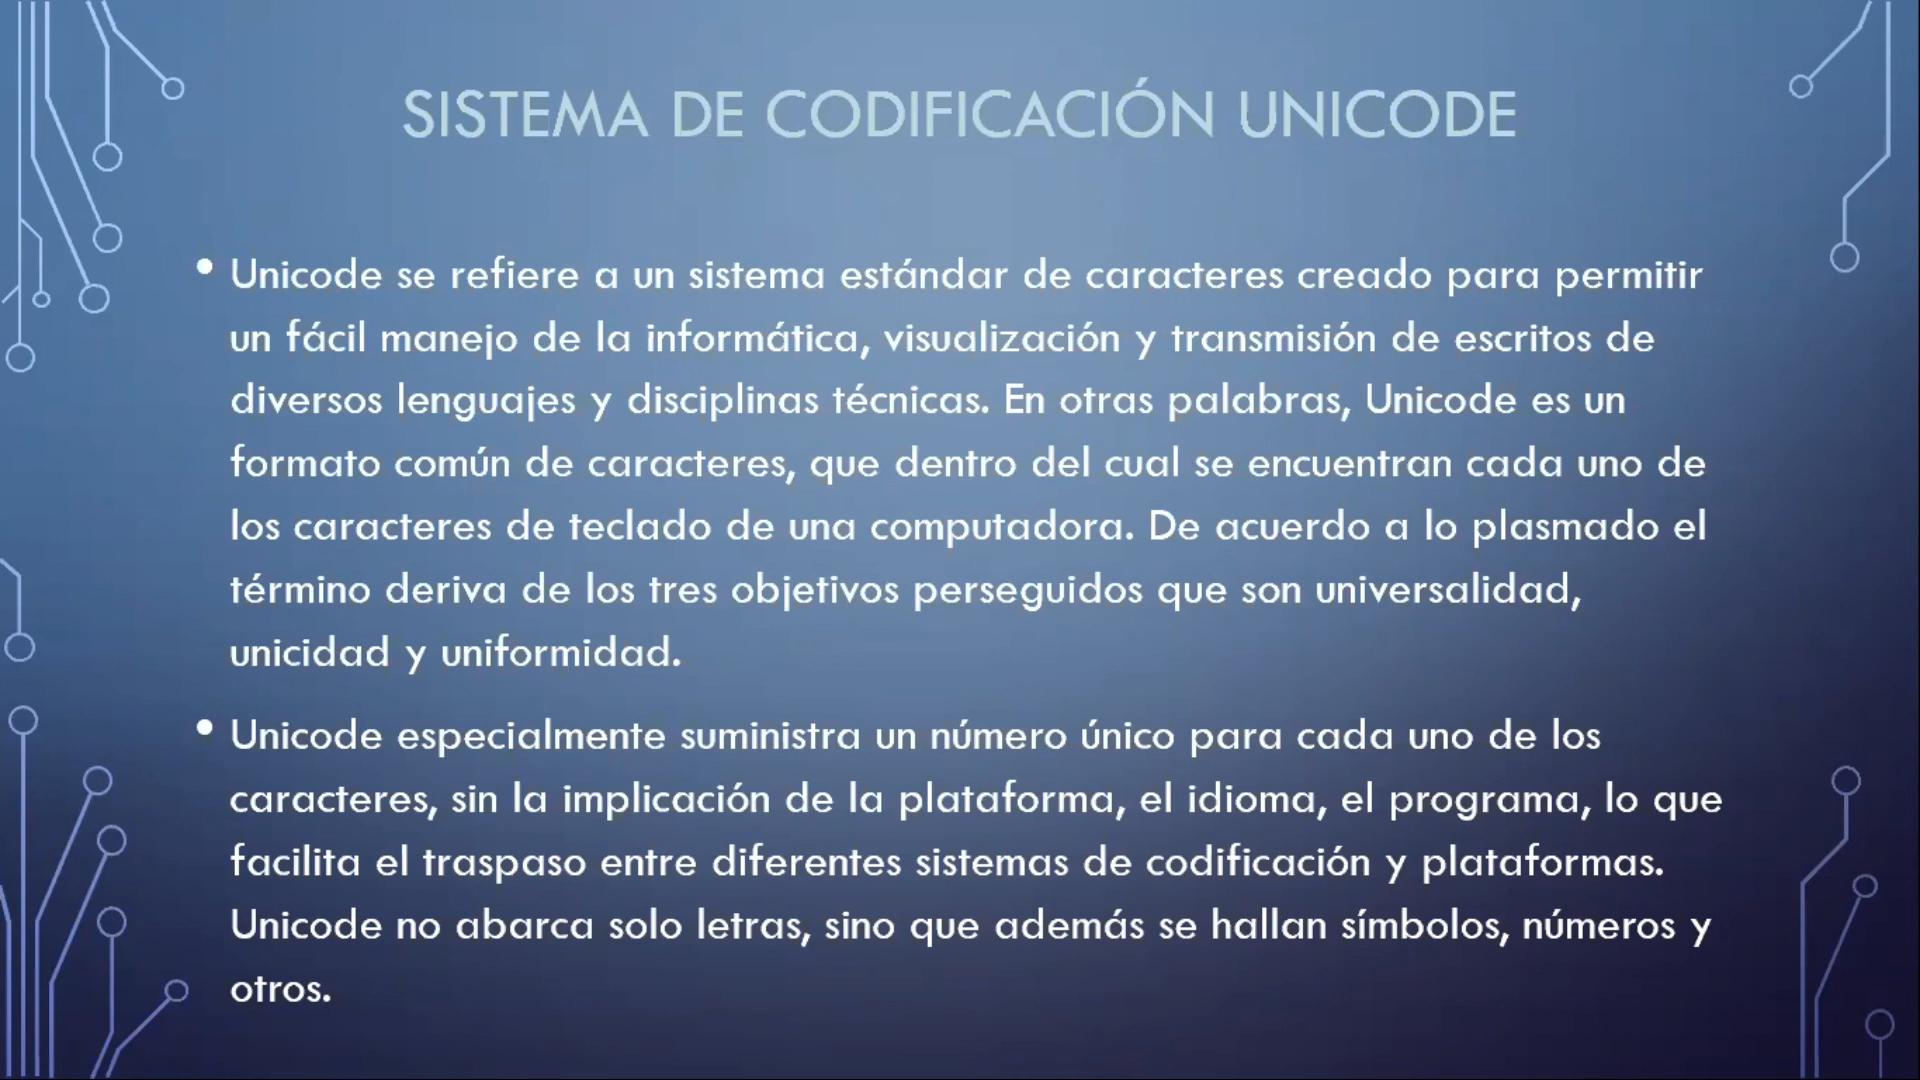 SISTEMA DE CODIFICACIÓN UNICODE
• Unicode se refiere a un sistema estándar de caracteres creado para permitir
un fácil manejo de la informática, visualización y transmisión de escritos de
diversos lenguajes y disciplinas técnicas. En otras palabras, Unicode es un
formato común de caracteres, que dentro del cual se encuentran cada uno de
los caracteres de teclado de una computadora. De acuerdo a lo plasmado el
término deriva de los tres objetivos perseguidos que son universalidad,
unicidad y uniformidad.
• Unicode especialmente suministra un número único para cada uno de los
caracteres, sin la implicación de la plataforma, el idioma, el programa, lo que
facilita el traspaso entre diferentes sistemas de codificación y plataformas.
Unicode no abarca solo letras, sino que además se hallan símbolos, números y
otros.